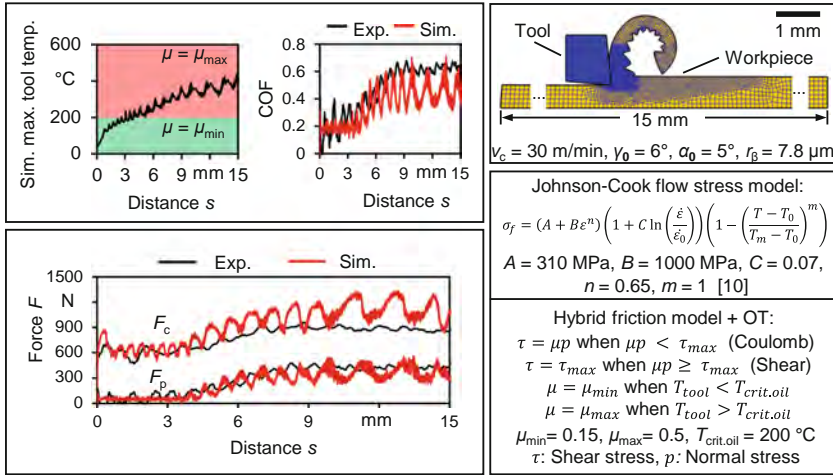 600
°C
400
200
0
Sim. max. tool temp.
μ = μmax
μ = μmin
0 3 6 9 mm 15
Distance s
Exp. Sim.
0.8
0.6
0.4
0.2
0
COF
0 3 6 9 mm 15
Distance s
Tool
1 mm
Workpiece
... ...
15 mm
vc = 30 m/min, γ0 = 6°, α0 = 5°, rβ = 7.8 μm
Johnson-Cook flow stress model:
σf = (A + Bεⁿ) (1 + C ln (ε̇ / ε̇0)) (1 − ((T − T0) / (Tm − T0))ᵐ)
A = 310 MPa, B = 1000 MPa, C = 0.07,
n = 0.65, m = 1 [10]
Exp. Sim.
1500
N
900
600
300
0
Force F
Fc
Fp
0 3 6 9 mm 15
Distance s
Hybrid friction model + OT:
τ = μp when μp < τmax (Coulomb)
τ = τmax when μp ≥ τmax (Shear)
μ = μmin when Ttool < Tcrit.oil
μ = μmax when Ttool > Tcrit.oil
μmin= 0.15, μmax= 0.5, Tcrit.oil = 200 °C
τ: Shear stress, p: Normal stress